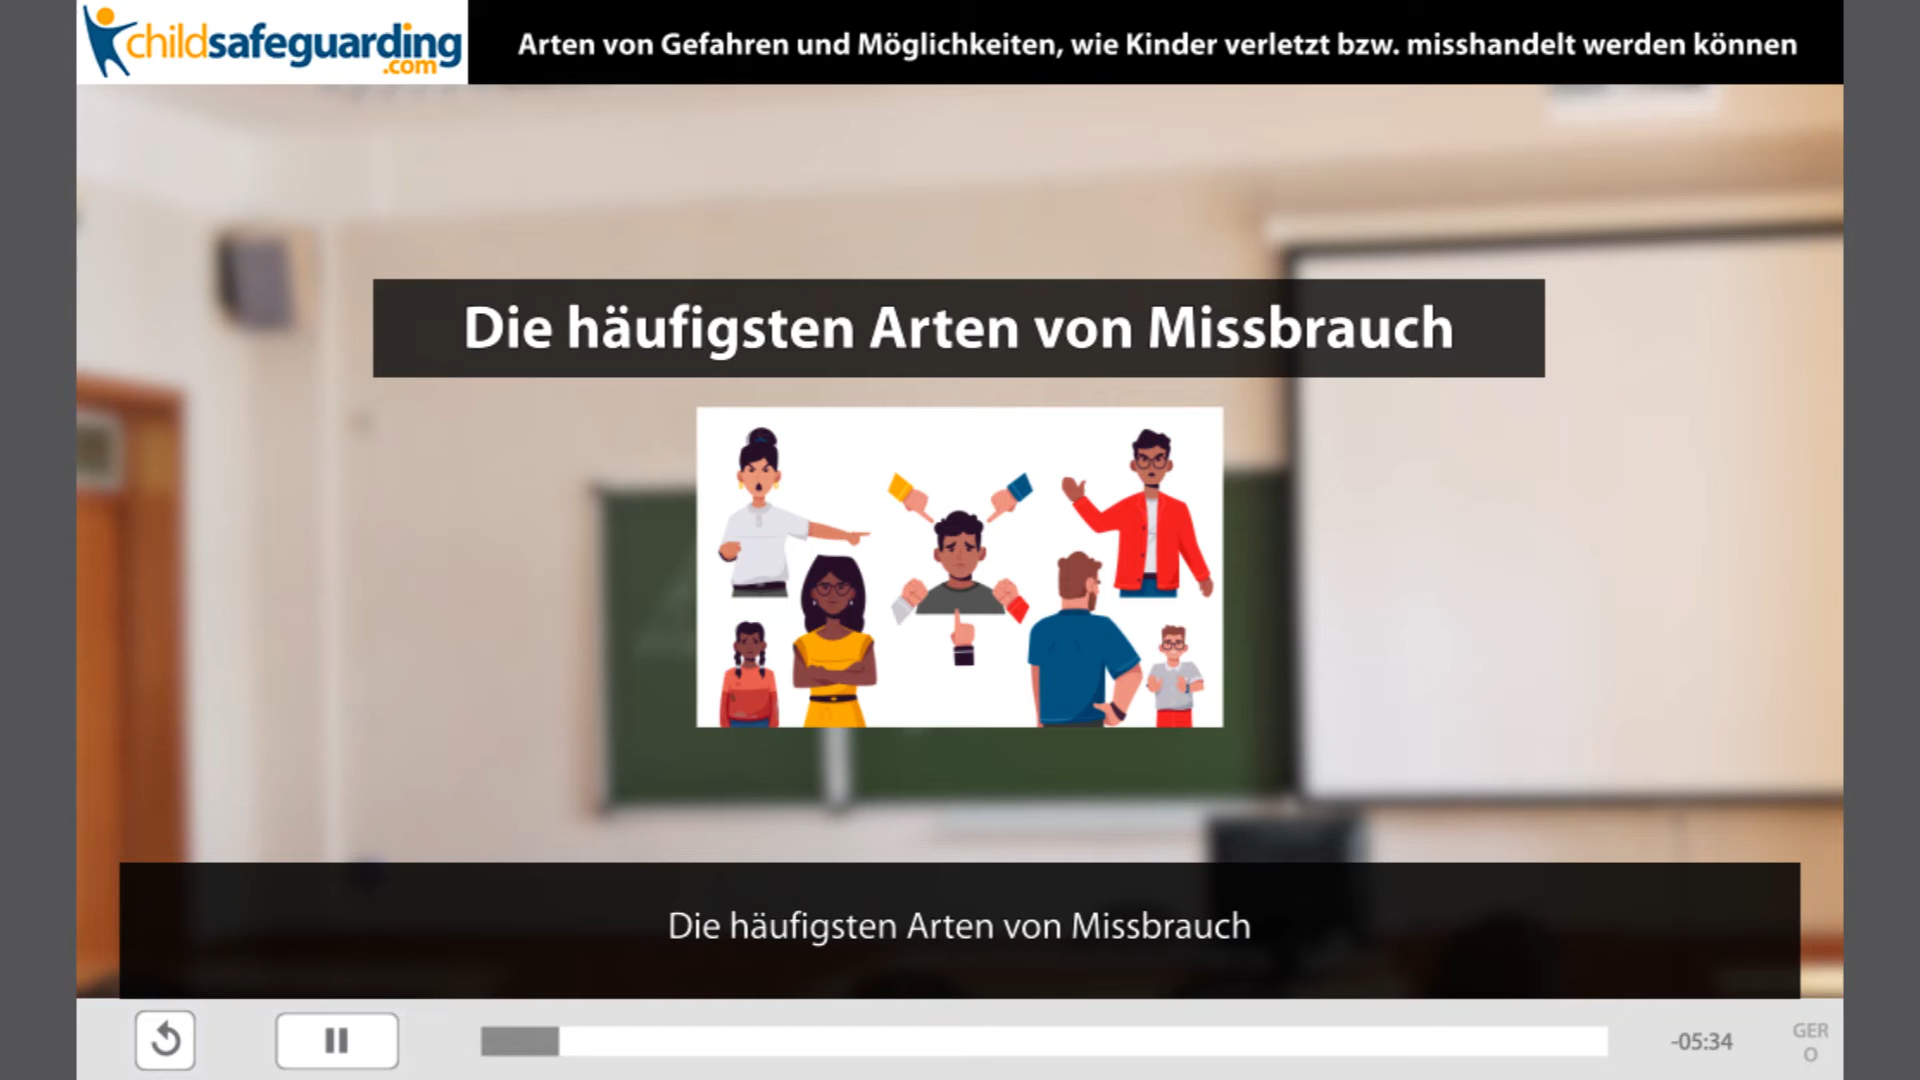 childsafeguarding
.com
Arten von Gefahren und Möglichkeiten, wie Kinder verletzt bzw. misshandelt werden können
Die häufigsten Arten von Missbrauch
Die häufigsten Arten von Missbrauch
-05:34
GER
O